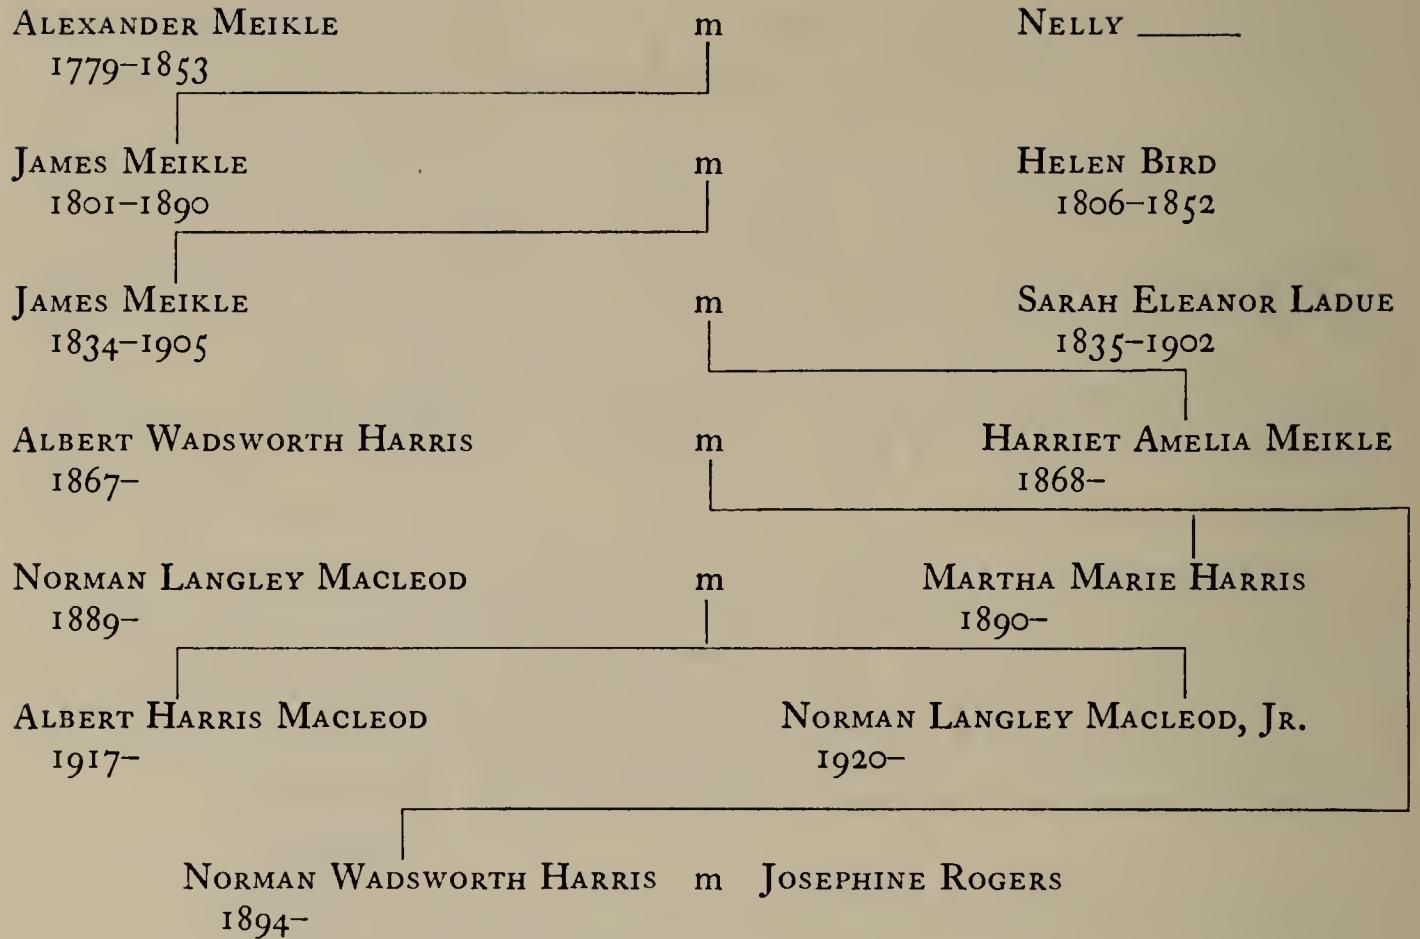 ALEXANDER MEIKLE m NELLY ______
1779–1853
JAMES MEIKLE m HELEN BIRD
1801–1890 1806–1852
JAMES MEIKLE m SARAH ELEANOR LADUE
1834–1905 1835–1902
ALBERT WADSWORTH HARRIS m HARRIET AMELIA MEIKLE
1867– 1868–
NORMAN LANGLEY MACLEOD m MARTHA MARIE HARRIS
1889– 1890–
ALBERT HARRIS MACLEOD NORMAN LANGLEY MACLEOD, JR.
1917– 1920–
NORMAN WADSWORTH HARRIS m JOSEPHINE ROGERS
1894–